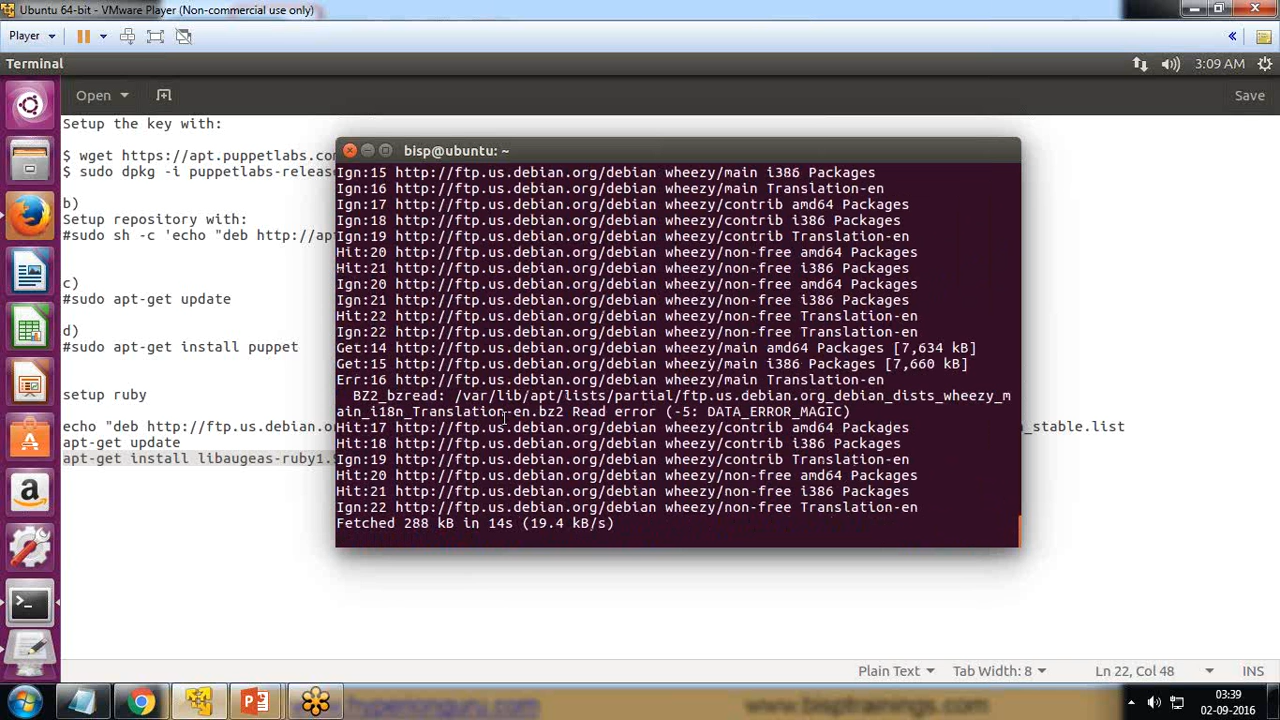 Ubuntu 64-bit - VMware Player (Non-commercial use only)
Player
Terminal
3:09 AM
Open
Save
Setup the key with:
$ wget https://apt.puppetlabs.com
$ sudo dpkg -i puppetlabs-release
b)
Setup repository with:
#sudo sh -c 'echo "deb http://apt
c)
#sudo apt-get update
d)
#sudo apt-get install puppet
setup ruby
echo "deb http://ftp.us.debian.or
n_stable.list
apt-get update
apt-get install libaugeas-ruby1.
bisp@ubuntu: ~
Ign:15 http://ftp.us.debian.org/debian wheezy/main i386 Packages
Ign:16 http://ftp.us.debian.org/debian wheezy/main Translation-en
Ign:17 http://ftp.us.debian.org/debian wheezy/contrib amd64 Packages
Ign:18 http://ftp.us.debian.org/debian wheezy/contrib i386 Packages
Ign:19 http://ftp.us.debian.org/debian wheezy/contrib Translation-en
Hit:20 http://ftp.us.debian.org/debian wheezy/non-free amd64 Packages
Hit:21 http://ftp.us.debian.org/debian wheezy/non-free i386 Packages
Ign:20 http://ftp.us.debian.org/debian wheezy/non-free amd64 Packages
Ign:21 http://ftp.us.debian.org/debian wheezy/non-free i386 Packages
Hit:22 http://ftp.us.debian.org/debian wheezy/non-free Translation-en
Ign:22 http://ftp.us.debian.org/debian wheezy/non-free Translation-en
Get:14 http://ftp.us.debian.org/debian wheezy/main amd64 Packages [7,634 kB]
Get:15 http://ftp.us.debian.org/debian wheezy/main i386 Packages [7,660 kB]
Err:16 http://ftp.us.debian.org/debian wheezy/main Translation-en
BZ2_bzread: /var/lib/apt/lists/partial/ftp.us.debian.org_debian_dists_wheezy_m
ain_i18n_Translation-en.bz2 Read error (-5: DATA_ERROR_MAGIC)
Hit:17 http://ftp.us.debian.org/debian wheezy/contrib amd64 Packages
Hit:18 http://ftp.us.debian.org/debian wheezy/contrib i386 Packages
Ign:19 http://ftp.us.debian.org/debian wheezy/contrib Translation-en
Hit:20 http://ftp.us.debian.org/debian wheezy/non-free amd64 Packages
Hit:21 http://ftp.us.debian.org/debian wheezy/non-free i386 Packages
Ign:22 http://ftp.us.debian.org/debian wheezy/non-free Translation-en
Fetched 288 kB in 14s (19.4 kB/s)
Plain Text
Tab Width: 8
Ln 22, Col 48
INS
www.bisptrainings.com
03:39
02-09-2016